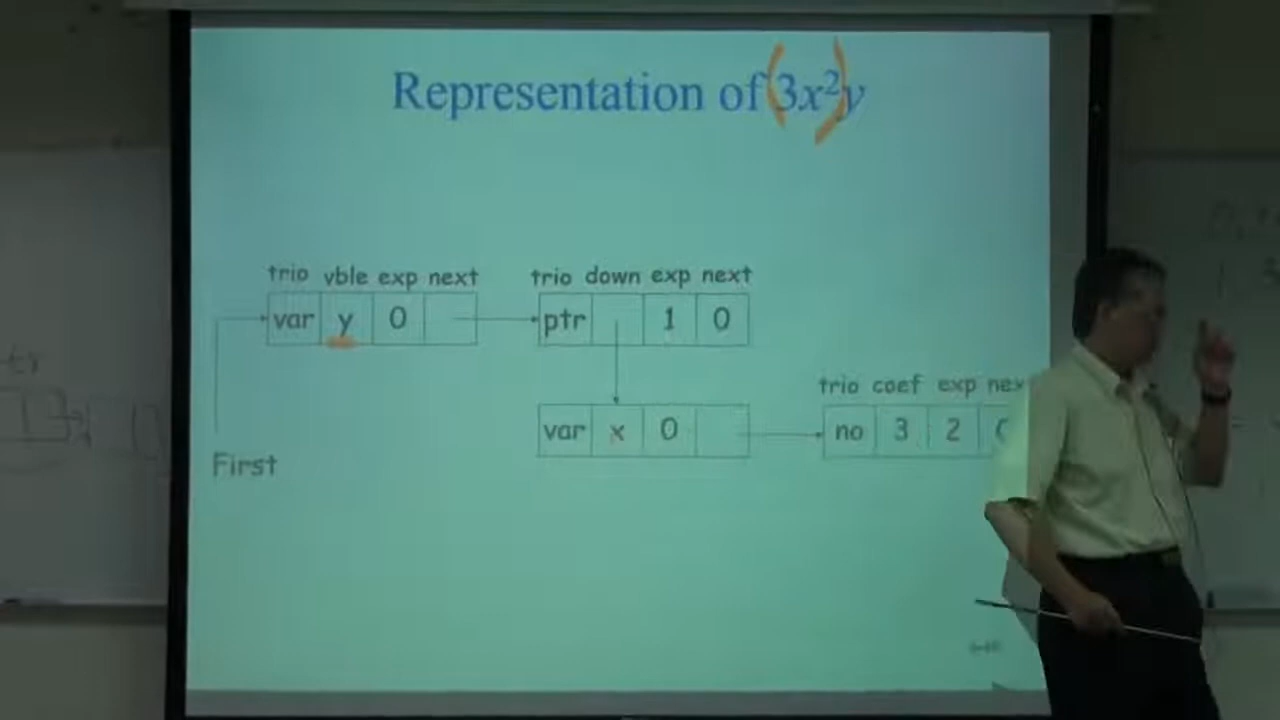 Representation of (3x²)y
trio vble exp next
var y 0
trio down exp next
ptr 1 0
trio coef exp
no 3 2
var x 0
First